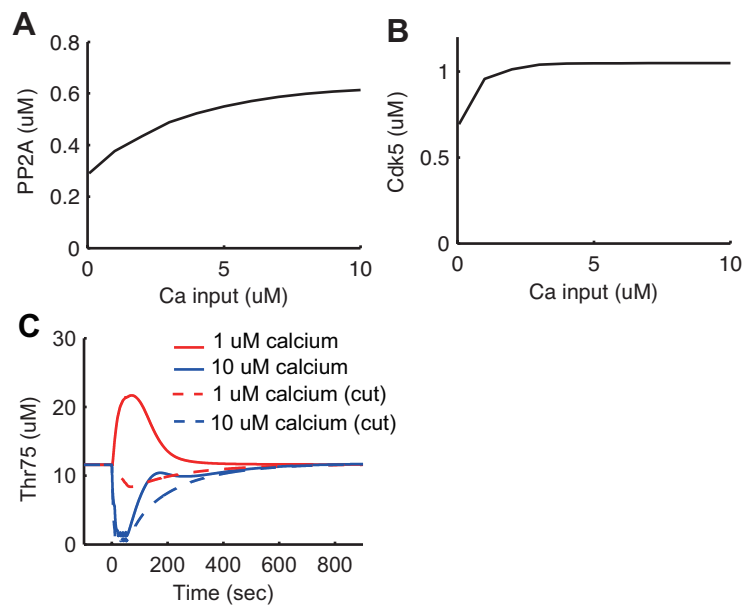 A
0.8
0.6
0.4
0.2
0
PP2A (uM)
0
5
10
Ca input (uM)
B
1
0.5
0
Cdk5 (uM)
0
5
10
Ca input (uM)
C
30
20
10
0
Thr75 (uM)
1 uM calcium
10 uM calcium
1 uM calcium (cut)
10 uM calcium (cut)
0
200
400
600
800
Time (sec)